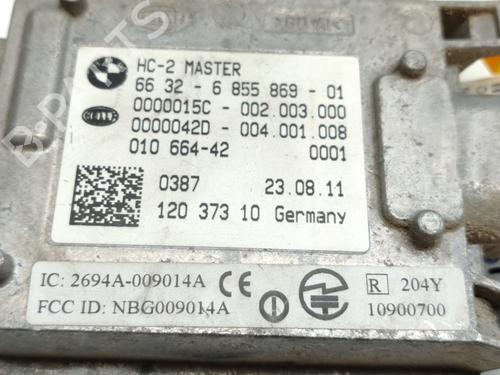 HC-2 MASTER
66 32 - 6 855 869 - 01
0000015C - 002.003.000
0000042D - 004.001.008
010 664-42 0001
0387 23.08.11
120 373 10 Germany
IC: 2694A-009014A
FCC ID: NBG009014A
CE
R 204Y
10900700